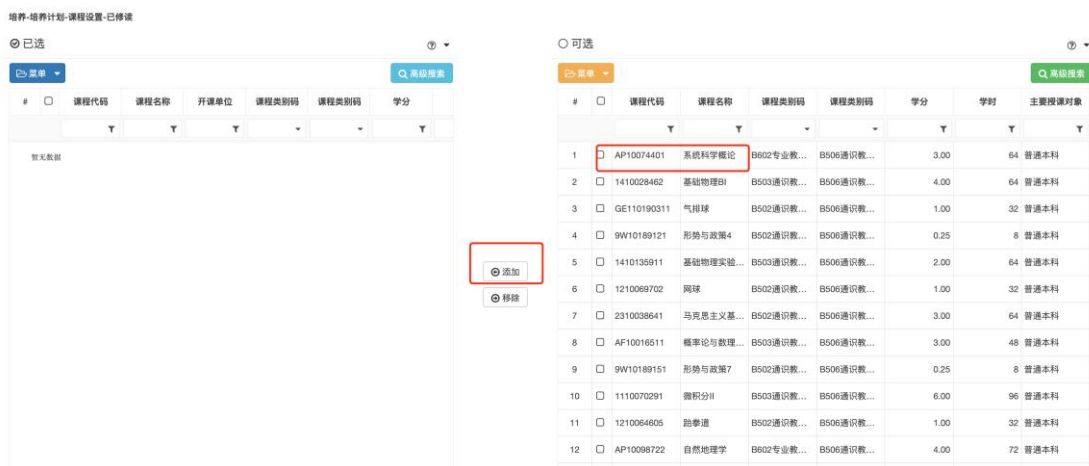 培养-培养计划-课程设置-已修读
已选
菜单 高级搜索
# 课程代码 课程名称 开课单位 课程类别码 课程类别码 学分
暂无数据
添加
移除
可选
菜单 高级搜索
# 课程代码 课程名称 课程类别码 课程类别码 学分 学时 主要授课对象
1 AP10074401 系统科学概论 B602专业教... B506通识教... 3.00 64 普通本科
2 1410028462 基础物理BI B503通识教... B506通识教... 4.00 64 普通本科
3 GE110190311 气排球 B502通识教... B506通识教... 1.00 32 普通本科
4 9W10189121 形势与政策4 B502通识教... B506通识教... 0.25 8 普通本科
5 1410135911 基础物理实验... B503通识教... B506通识教... 2.00 64 普通本科
6 1210069702 网球 B502通识教... B506通识教... 1.00 32 普通本科
7 2310038641 马克思主义基... B502通识教... B506通识教... 3.00 64 普通本科
8 AF10016511 概率论与数理... B503通识教... B506通识教... 3.00 48 普通本科
9 9W10189151 形势与政策7 B502通识教... B506通识教... 0.25 8 普通本科
10 1110070291 微积分II B503通识教... B506通识教... 6.00 96 普通本科
11 1210064605 跆拳道 B502通识教... B506通识教... 1.00 32 普通本科
12 AP10098722 自然地理学 B602专业教... B506通识教... 4.00 72 普通本科